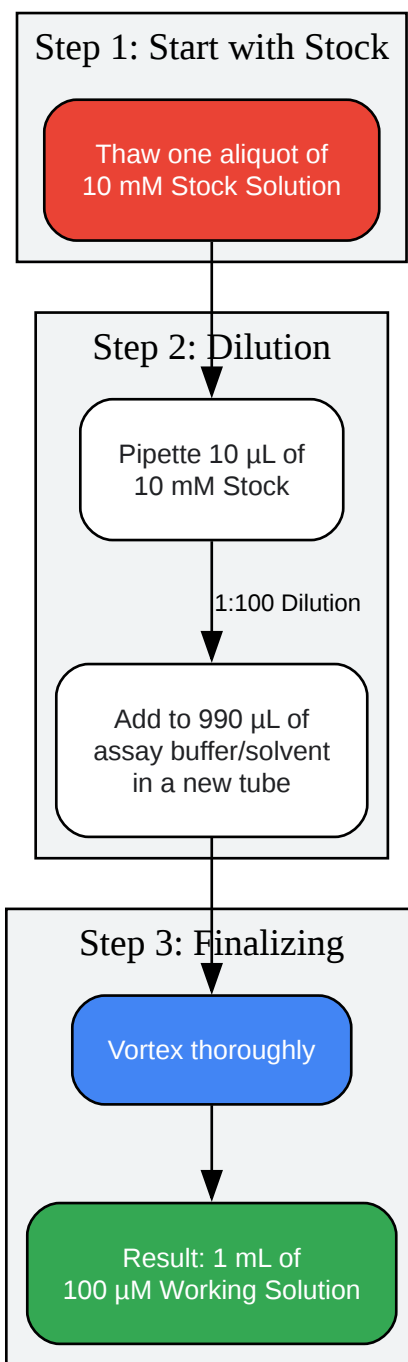 Step 1: Start with Stock
Thaw one aliquot of
10 mM Stock Solution
Step 2: Dilution
Pipette 10 µL of
10 mM Stock
1:100 Dilution
Add to 990 µL of
assay buffer/solvent
in a new tube
Step 3: Finalizing
Vortex thoroughly
Result: 1 mL of
100 µM Working Solution